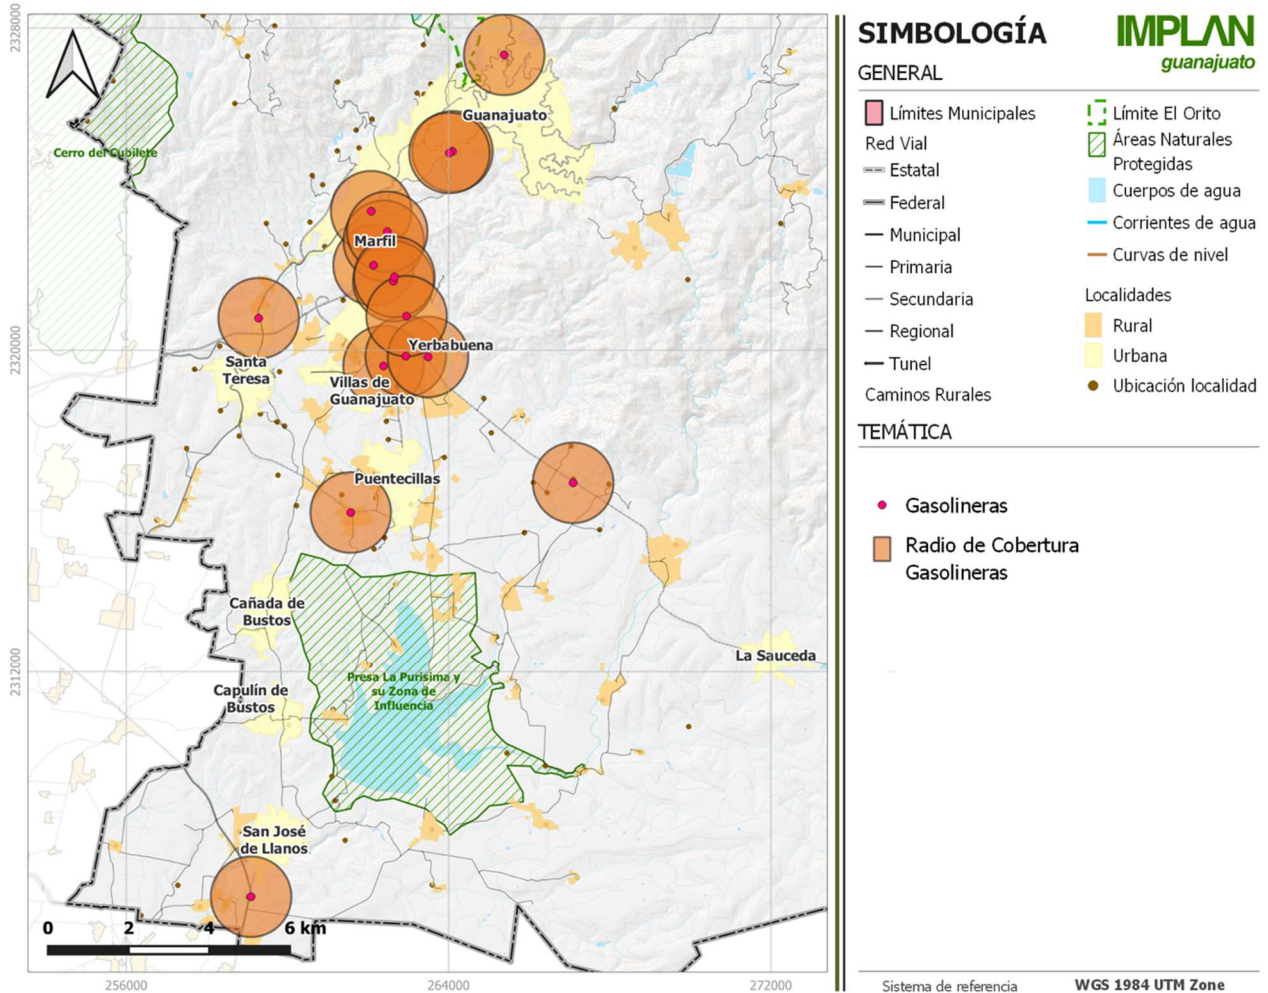 2328000
2320000
2312000
Guanajuato
Cerro del Cubilete
Marfil
Yerbabuena
Santa
Teresa
Villas de
Guanajuato
Puentecillas
Cañada de
Bustos
La Sauceda
Presa La Purisima y
su Zona de
Influencia
Capulín de
Bustos
San José
de Llanos
0 2 4 6 km
256000 264000 272000
SIMBOLOGÍA
IMPLAN
guanajuato
GENERAL
Límites Municipales
Red Vial
Estatal
Federal
Municipal
Primaria
Secundaria
Regional
Tunel
Caminos Rurales
Límite El Orito
Áreas Naturales
Protegidas
Cuerpos de agua
Corrientes de agua
Curvas de nivel
Localidades
Rural
Urbana
Ubicación localidad
TEMÁTICA
Gasolineras
Radio de Cobertura
Gasolineras
Sistema de referencia WGS 1984 UTM Zone